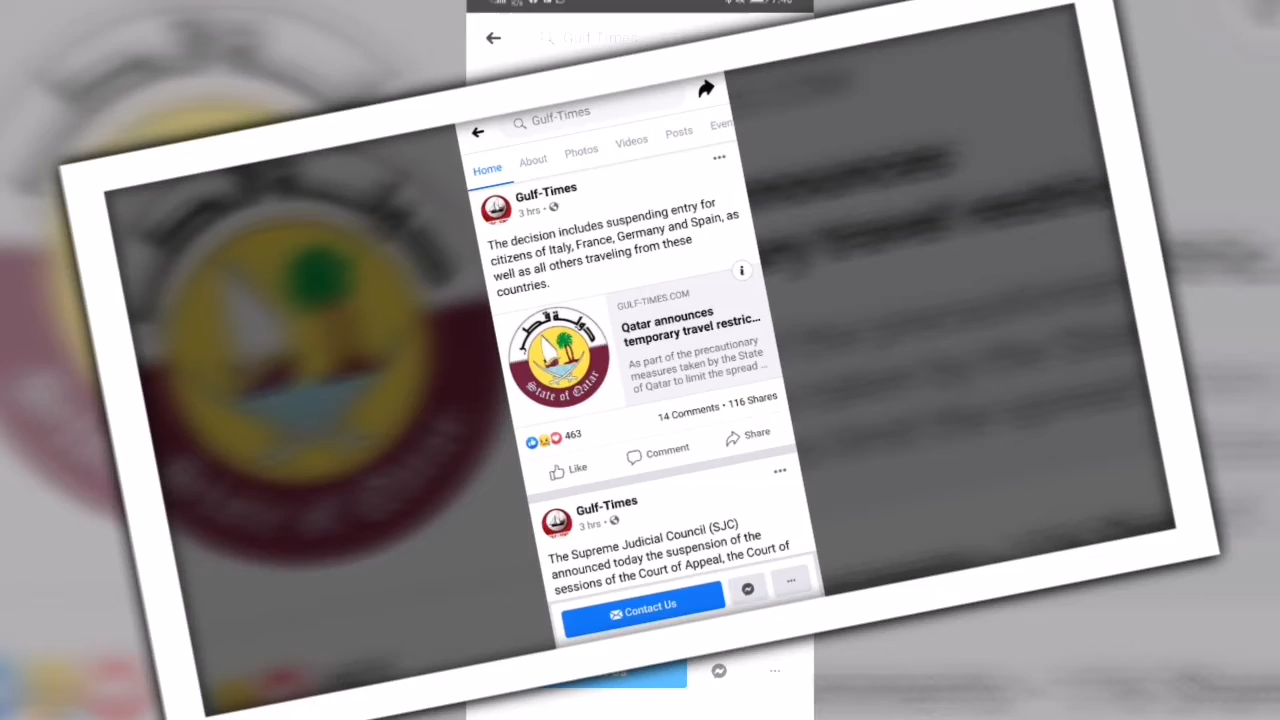 Gulf-Times
Gulf-Times
Home About Photos Videos Posts Even
Gulf-Times
3 hrs
The decision includes suspending entry for
citizens of Italy, France, Germany and Spain, as
well as all others traveling from these
countries.
GULF-TIMES.COM
Qatar announces
temporary travel restric...
As part of the precautionary
measures taken by the State
of Qatar to limit the spread ...
دولة قطر
State of Qatar
463
14 Comments • 116 Shares
Like Comment Share
Gulf-Times
3 hrs
The Supreme Judicial Council (SJC)
announced today the suspension of the
sessions of the Court of Appeal, the Court of
Contact Us